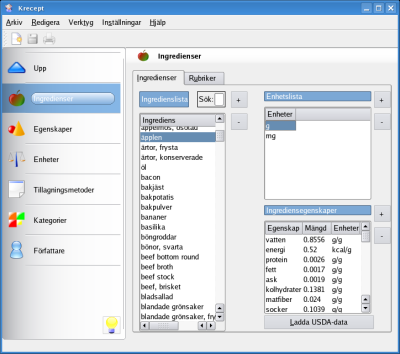 Krecept
Arkiv Redigera Verktyg Inställningar Hjälp
Upp
Ingredienser
Egenskaper
Enheter
Tillagningsmetoder
Kategorier
Författare
Ingredienser
Ingredienser Rubriker
Ingredienslista Sök: +
-
Ingrediens
äppelmos, osötad
äpplen
ärtor, frysta
ärtor, konserverade
öl
bacon
bakjäst
bakpotatis
bakpulver
bananer
basilika
böngroddar
bönor, svarta
beef bottom round
beef broth
beef stock
beef, brisket
bladsallad
blandade grönsaker
blandade grönsaker, fr
Enhetslista +
-
Enheter
g
mg
Ingrediensegenskaper +
-
Egenskap Mängd Enheter
vatten 0.8556 g/g
energi 0.52 kcal/g
protein 0.0026 g/g
fett 0.0017 g/g
ask 0.0019 g/g
kolhydrater 0.1381 g/g
matfiber 0.024 g/g
socker 0.1039 g/g
Ladda USDA-data